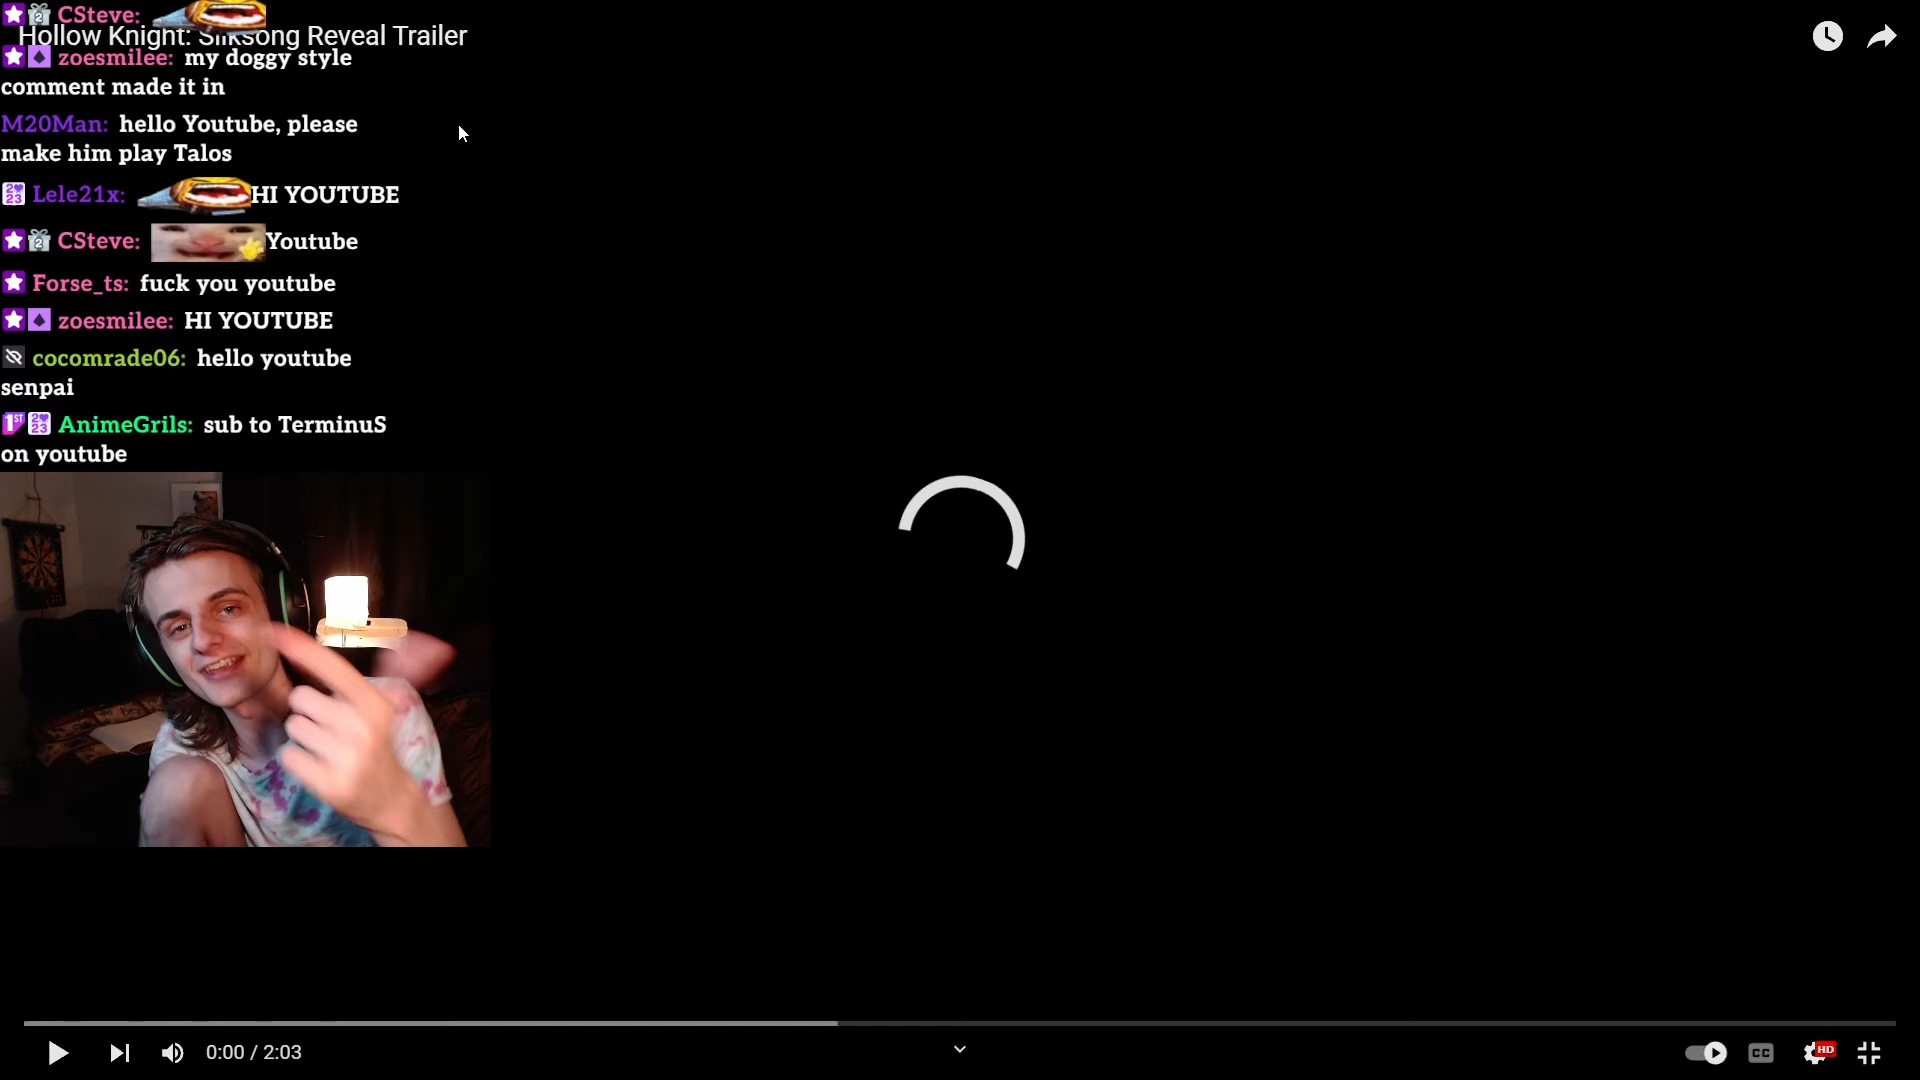 CSteve:
Hollow Knight: Silksong Reveal Trailer
zoesmilee: my doggy style
comment made it in
M20Man: hello Youtube, please
make him play Talos
Lele21x: HI YOUTUBE
CSteve: Youtube
Forse_ts: fuck you youtube
zoesmilee: HI YOUTUBE
cocomrade06: hello youtube
senpai
AnimeGrils: sub to TerminuS
on youtube
0:00 / 2:03
CC
HD